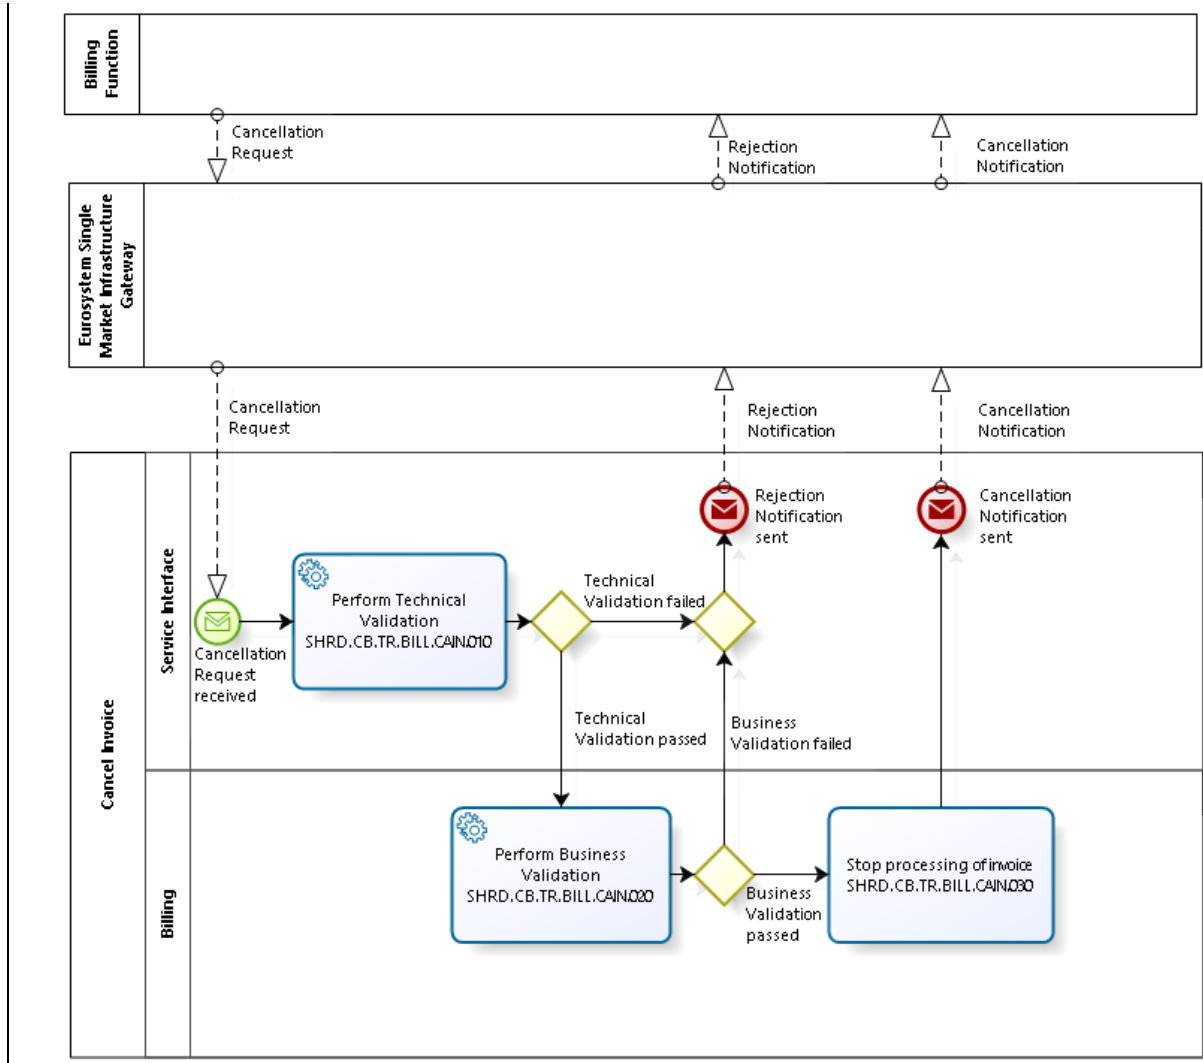 Billing
Function
Cancellation
Request
Rejection
Notification
Cancellation
Notification
Eurosystem Single
Market Infrastructure
Gateway
Cancellation
Request
Rejection
Notification
Cancellation
Notification
Cancel Invoice
Service Interface
Cancellation
Request
received
Perform Technical
Validation
SHRD.CB.TR.BILL.CAIN.010
Technical
Validation failed
Rejection
Notification
sent
Cancellation
Notification
sent
Technical
Validation passed
Business
Validation failed
Billing
Perform Business
Validation
SHRD.CB.TR.BILL.CAIN.020
Business
Validation
passed
Stop processing of invoice
SHRD.CB.TR.BILL.CAIN.030